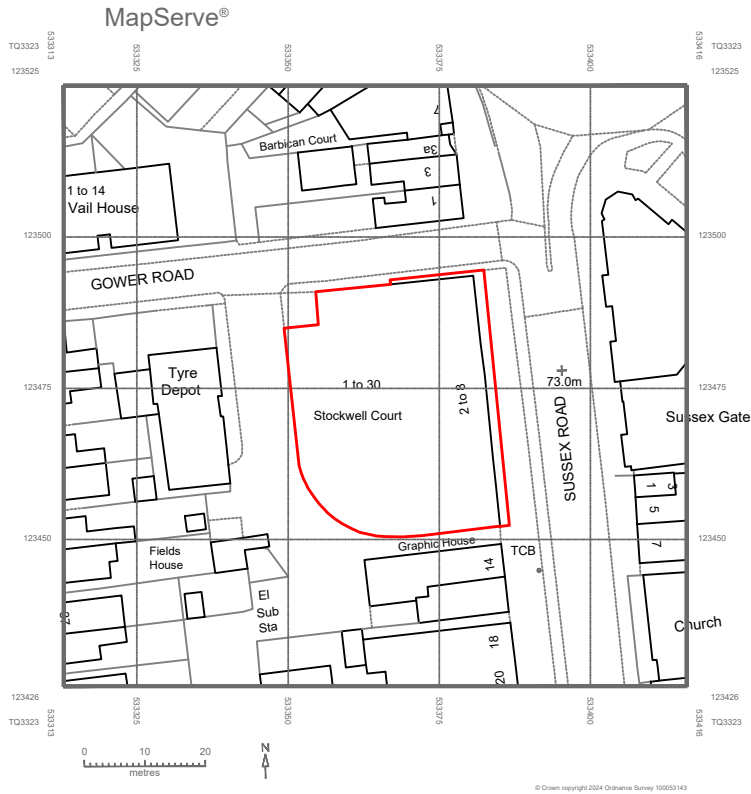 MapServe®
TQ3323
533313
533325
533350
533375
533400
533416
TQ3323
123525
123525
Barbican Court
7
3a
3
1
1 to 14
Vail House
123500
123500
GOWER ROAD
Tyre
Depot
1 to 30
Stockwell Court
2 to 8
73.0m
123475
123475
SUSSEX ROAD
Sussex Gate
1
3
5
7
123450
123450
Fields
House
Graphic House
TCB
14
El
Sub
Sta
37
18
20
Church
123426
TQ3323
123426
TQ3323
533313
533325
533350
533375
533400
533416
0
10
20
metres
N
© Crown copyright 2024 Ordnance Survey 100053143